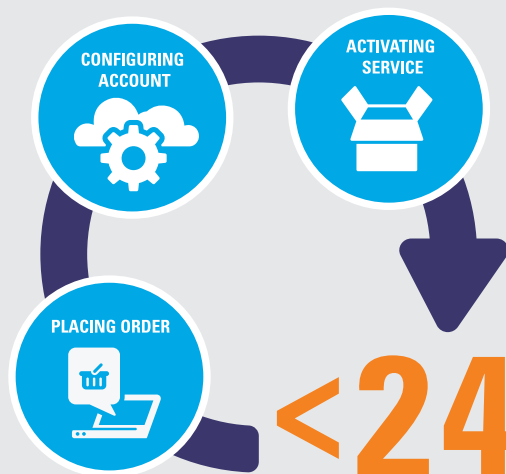 CONFIGURING
ACCOUNT
ACTIVATING
SERVICE
PLACING ORDER
<24